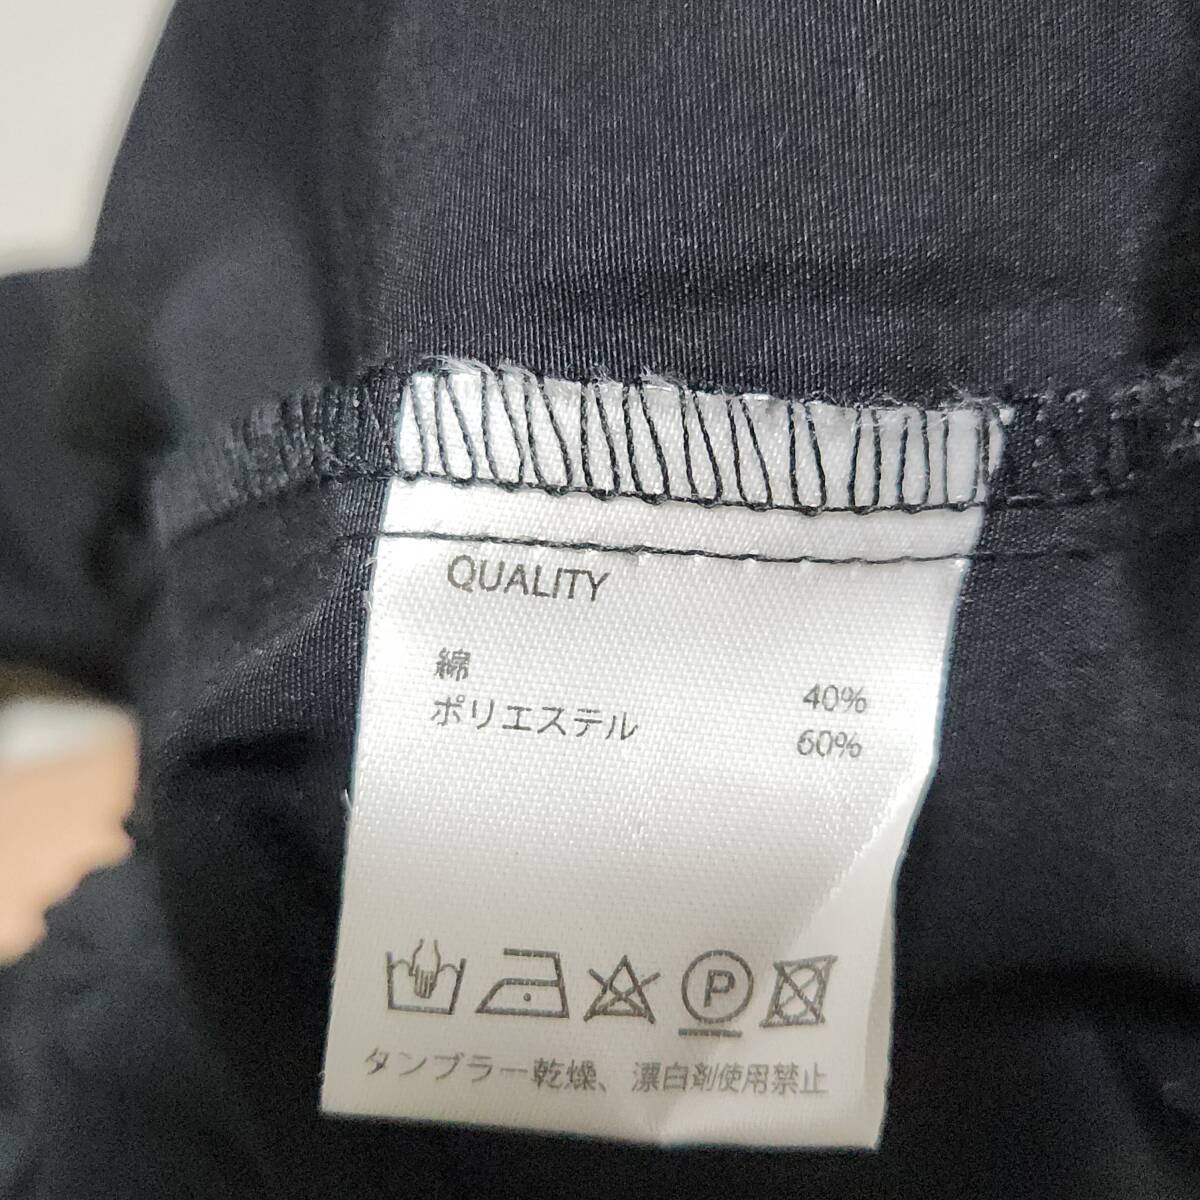 QUALITY
綿 40%
ポリエステル 60%
P
タンブラー乾燥、漂白剤使用禁止